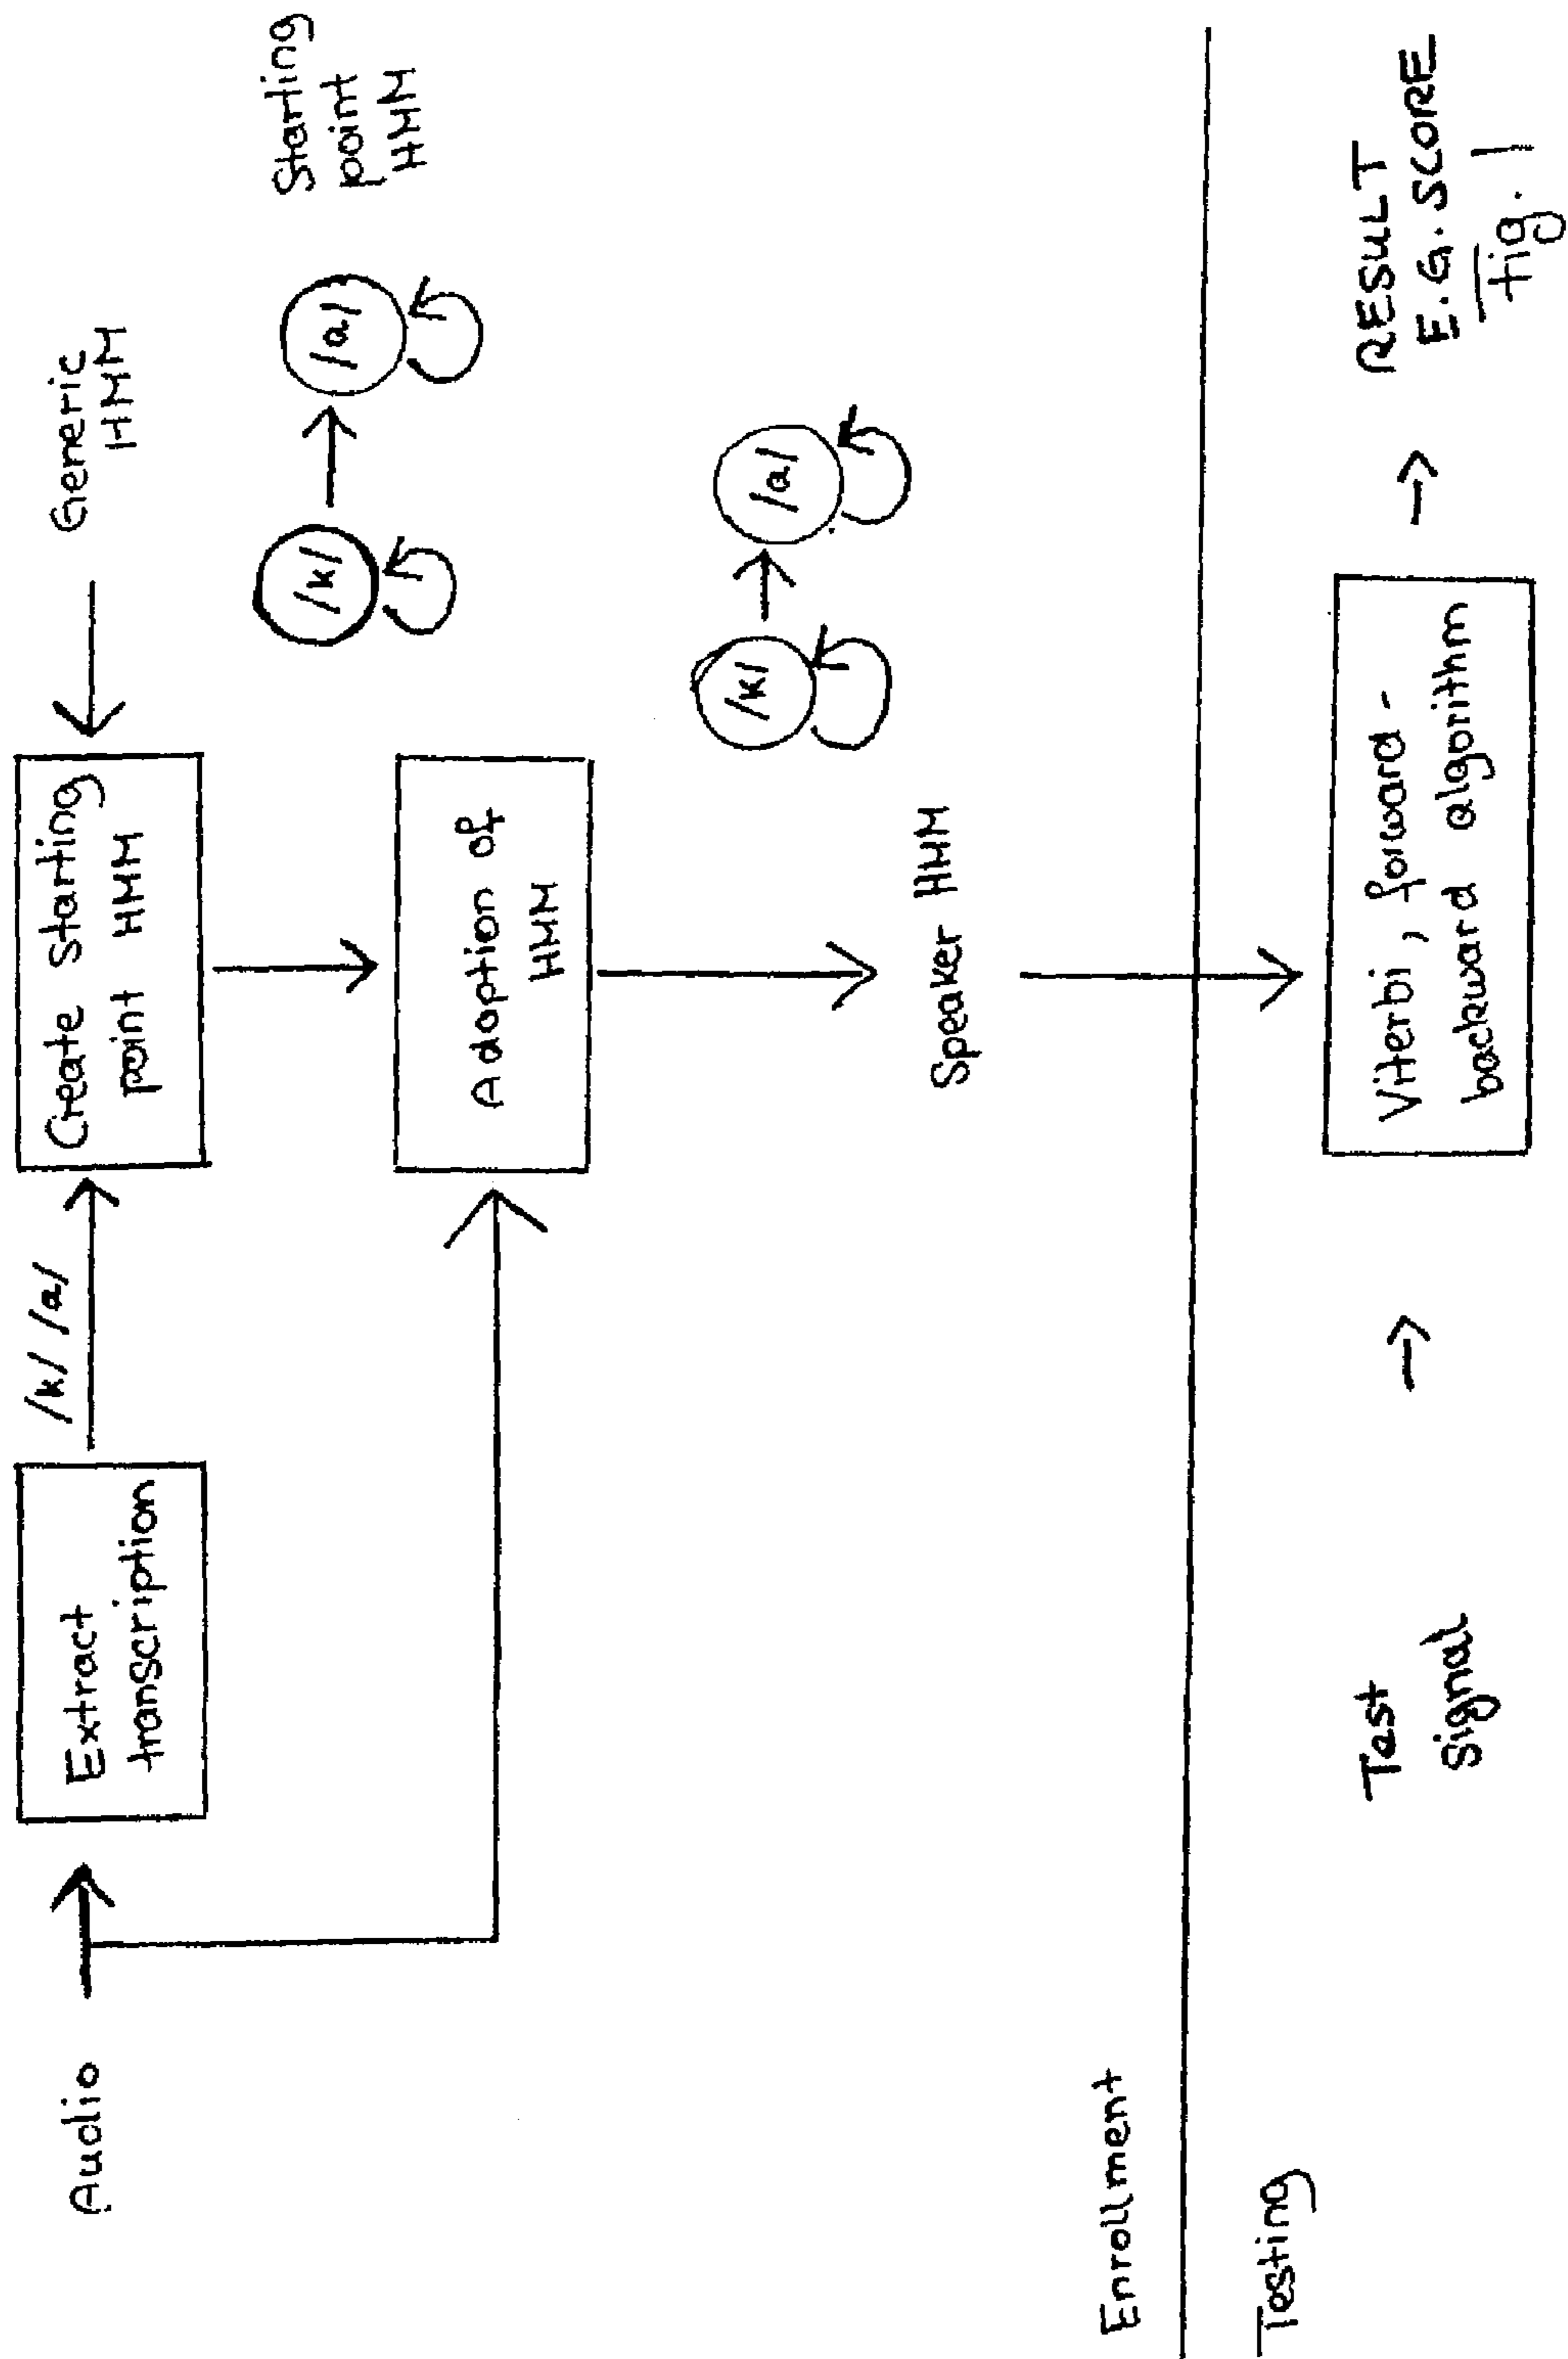 Audio
Extract
transcription
/k/ /a/
Create starting
point HMM
Generic
HMM
/k/
/a/
Starting
point
HMM
Adoption of
HMM
/k/
/a/
Speaker HMM
Enrollment
Testing
Test
Signal
Viterbi, forward-
backward algorithm
RESULT
E.G. SCORE
Fig. 1